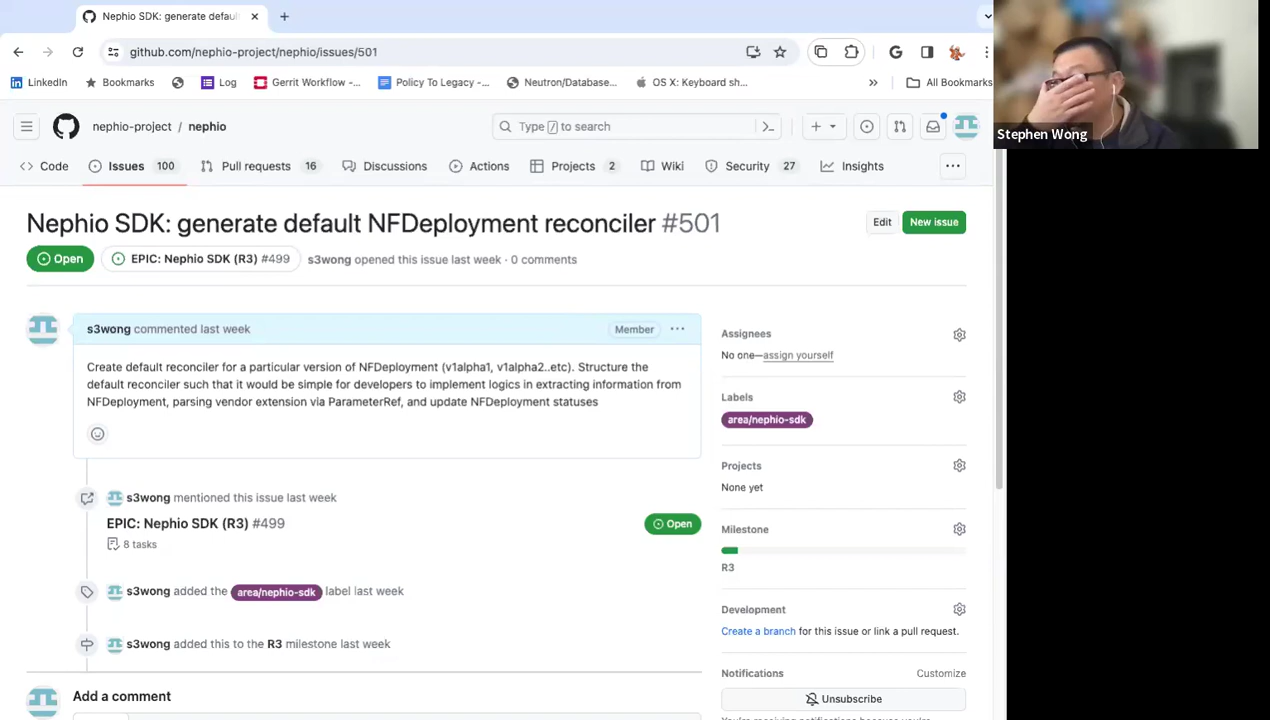 Nephio SDK: generate defaul
github.com/nephio-project/nephio/issues/501
LinkedIn
Bookmarks
Log
Gerrit Workflow -...
Policy To Legacy -...
Neutron/Database...
OS X: Keyboard sh...
»
All Bookmarks
nephio-project / nephio
Type / to search
Code
Issues 100
Pull requests 16
Discussions
Actions
Projects 2
Wiki
Security 27
Insights
Stephen Wong
Nephio SDK: generate default NFDeployment reconciler #501
Edit
New issue
Open
EPIC: Nephio SDK (R3) #499
s3wong opened this issue last week · 0 comments
s3wong commented last week
Member
Create default reconciler for a particular version of NFDeployment (v1alpha1, v1alpha2..etc). Structure the
default reconciler such that it would be simple for developers to implement logics in extracting information from
NFDeployment, parsing vendor extension via ParameterRef, and update NFDeployment statuses
s3wong mentioned this issue last week
EPIC: Nephio SDK (R3) #499
Open
8 tasks
s3wong added the area/nephio-sdk label last week
s3wong added this to the R3 milestone last week
Add a comment
Assignees
No one—assign yourself
Labels
area/nephio-sdk
Projects
None yet
Milestone
R3
Development
Create a branch for this issue or link a pull request.
Notifications
Customize
Unsubscribe